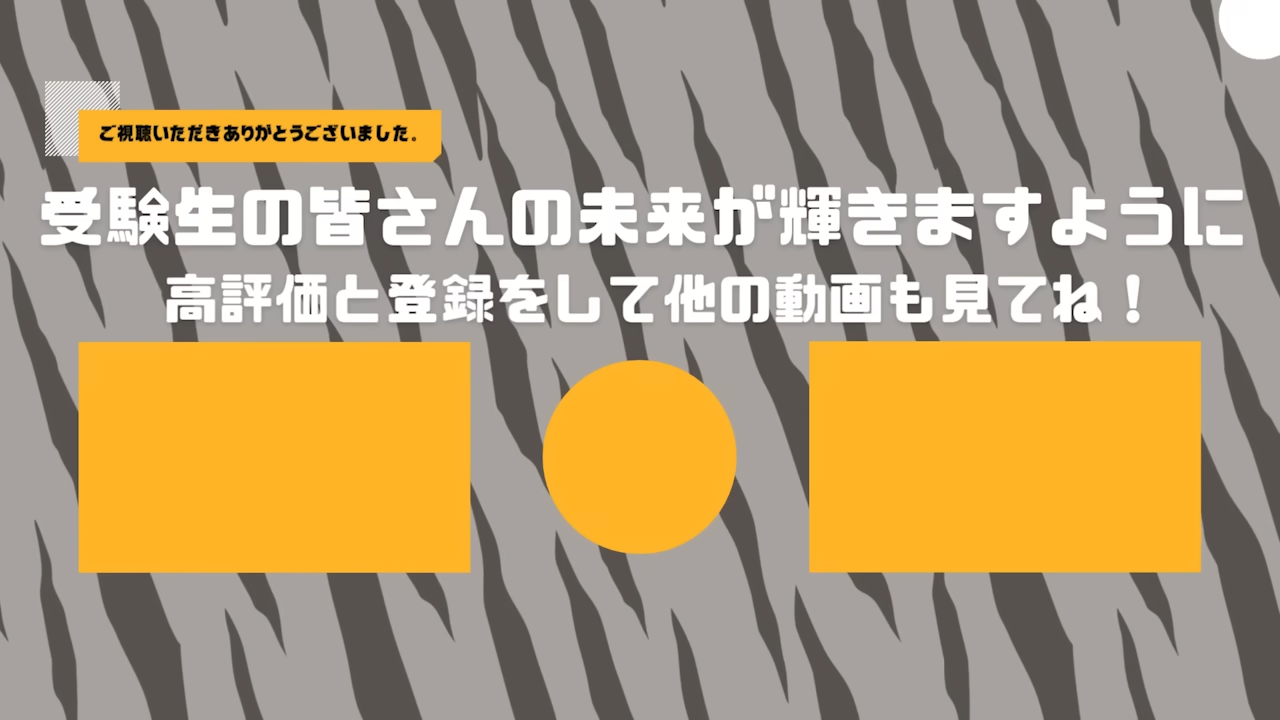 ご視聴いただきありがとうございました。
受験生の皆さんの未来が輝きますように
高評価と登録をして他の動画も見てね！